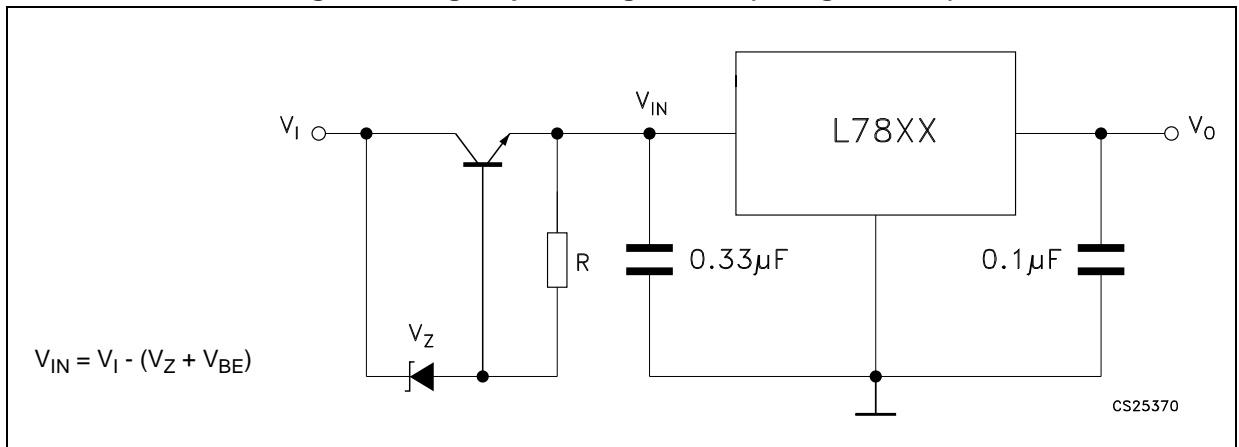 V_IN
V_I
L78XX
V_O
R
0.33µF
0.1µF
V_Z
V_IN = V_I - (V_Z + V_BE)
CS25370